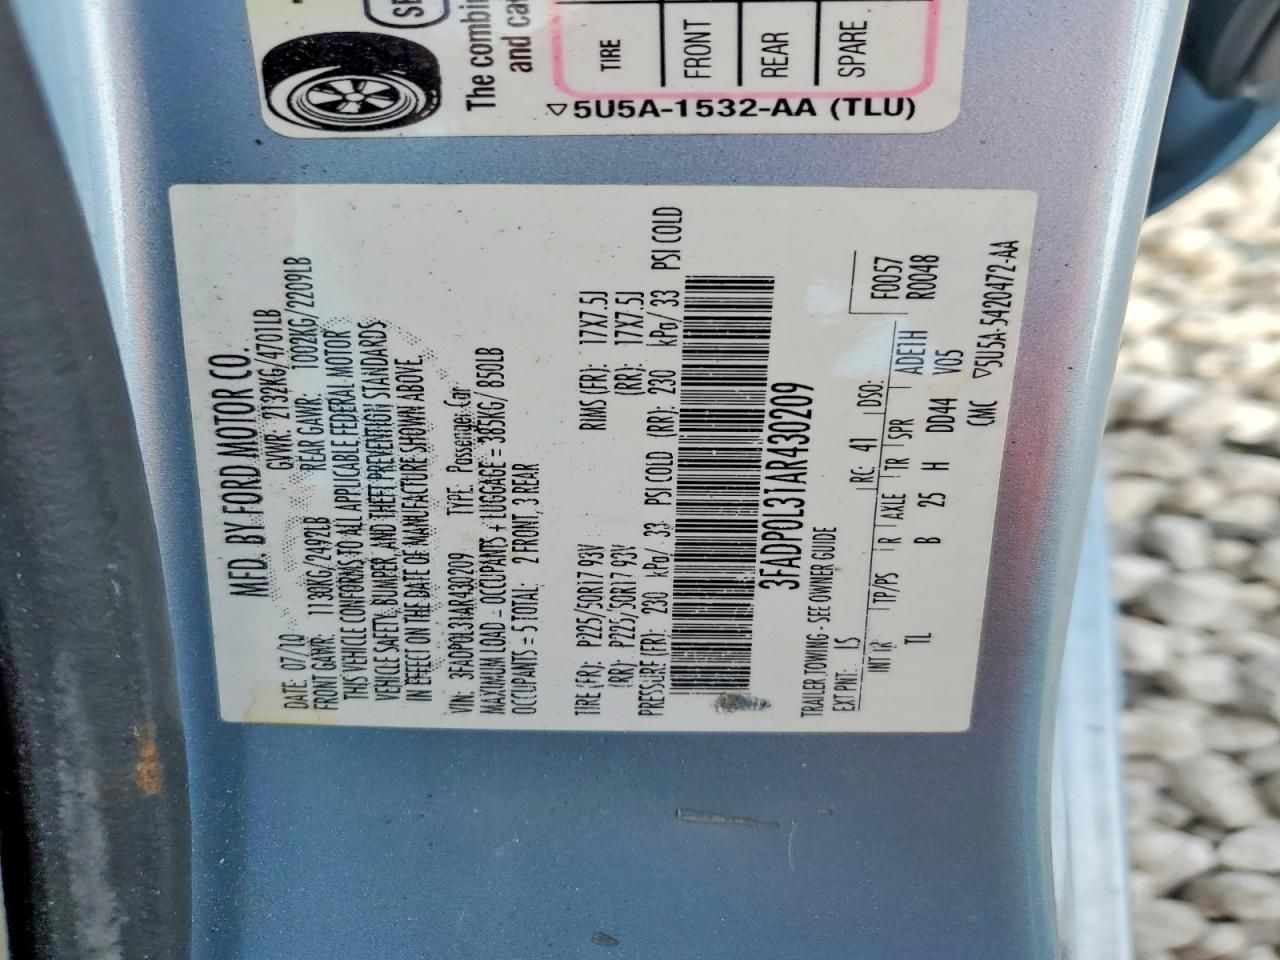 The combin
and ca
TIRE
FRONT
REAR
SPARE
5U5A-1532-AA (TLU)
MFD. BY FORD MOTOR CO.
DATE: 07/10 GVWR: 2132KG/4701LB
FRONT GAWR: 1130KG/2492LB REAR GAWR: 1002KG/2209LB
THIS VEHICLE CONFORMS TO ALL APPLICABLE FEDERAL MOTOR
VEHICLE SAFETY, BUMPER, AND THEFT PREVENTION STANDARDS
IN EFFECT ON THE DATE OF MANUFACTURE SHOWN ABOVE.
VIN: 3FADP0L31AR430209 TYPE: Passenger Car
MAXIMUM LOAD = OCCUPANTS + LUGGAGE = 385KG/ 850LB
OCCUPANTS = 5 TOTAL: 2 FRONT, 3 REAR
TIRE (FR): P225/50R17 93V RIMS (FR): 17X7.5J
(RR): P225/50R17 93V (RR): 17X7.5J
PRESSURE (FR): 230 kPa/ 33 PSI COLD (RR): 230 kPa/ 33 PSI COLD
3FADP0L31AR430209
TRAILER TOWING - SEE OWNER GUIDE
EXT PNT: LS RC: 41 DSO: F0057
R0048
INT TR TP/PS R AXLE TR SPR ADE1H
TL B 25 H DD44 V05
CMC 5U5A-5420472-AA